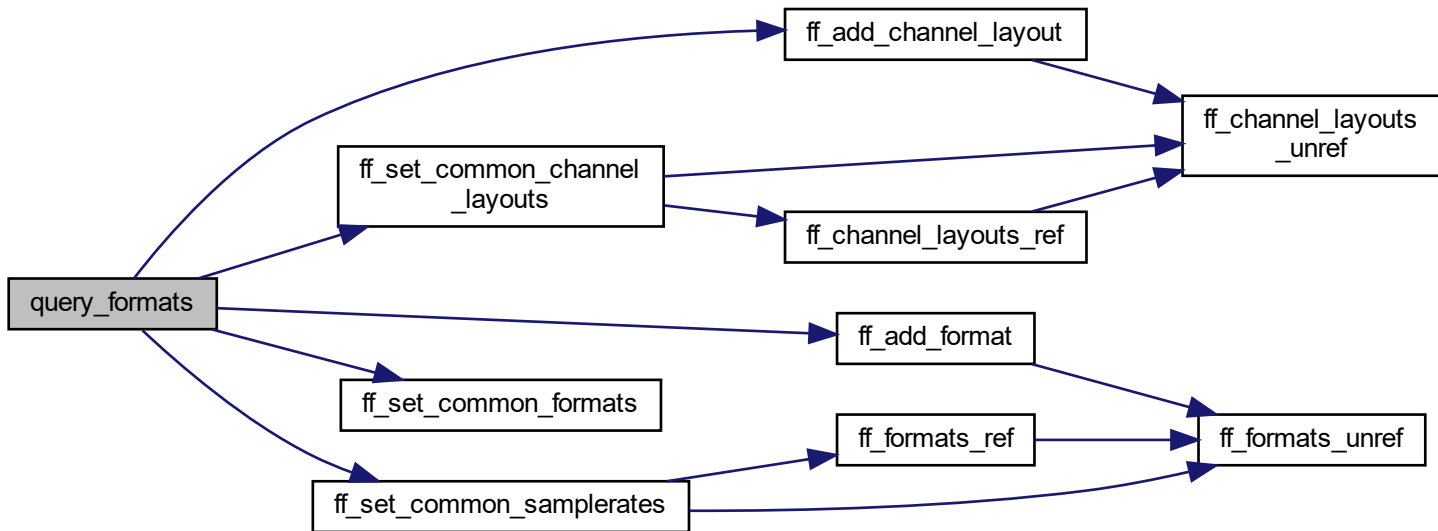 ff_add_channel_layout
ff_channel_layouts
_unref
ff_set_common_channel
_layouts
ff_channel_layouts_ref
query_formats
ff_add_format
ff_set_common_formats
ff_formats_ref
ff_formats_unref
ff_set_common_samplerates